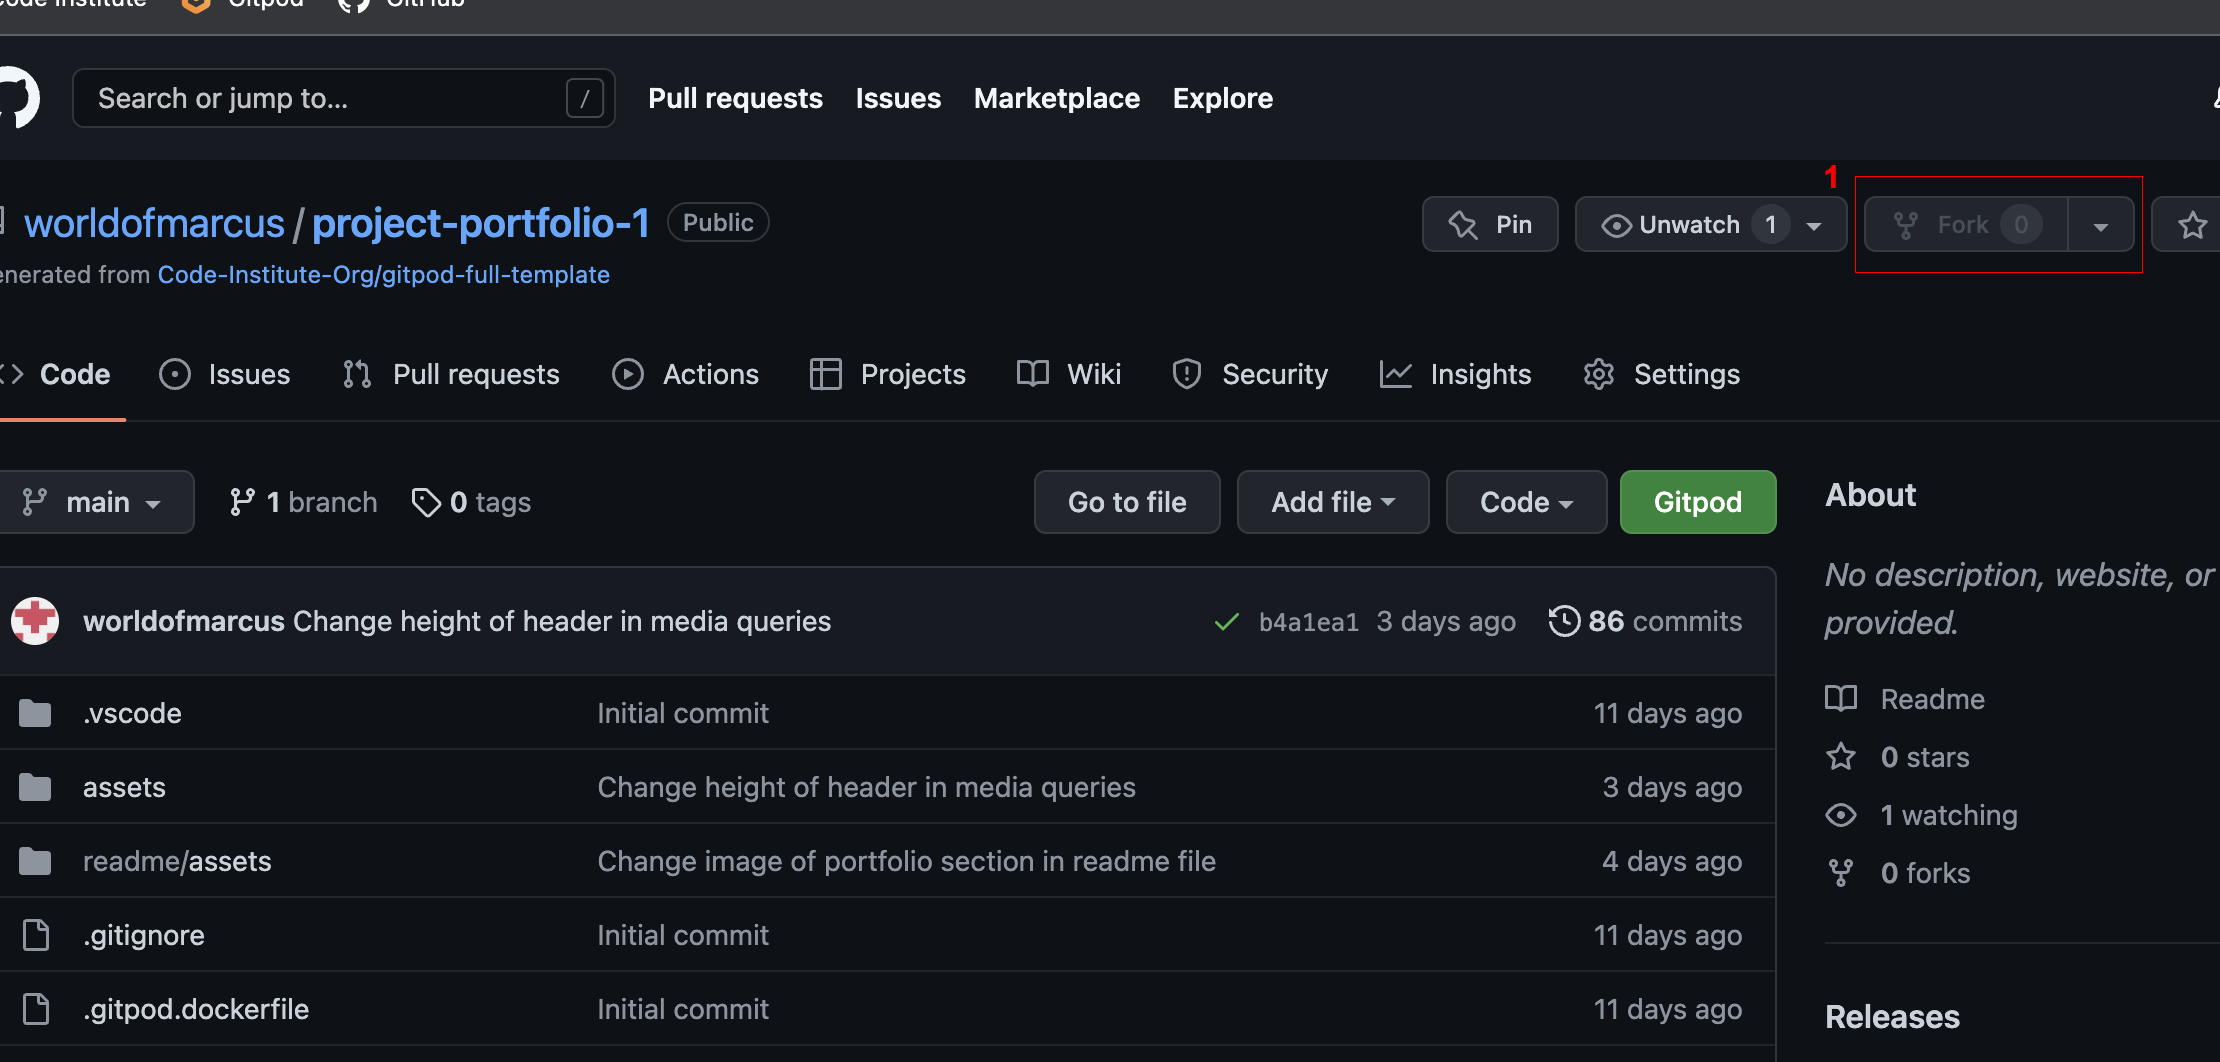 Code Institute Gitpod GitHub
Search or jump to... / Pull requests Issues Marketplace Explore
1
worldofmarcus / project-portfolio-1 Public Pin Unwatch 1 Fork 0
enerated from Code-Institute-Org/gitpod-full-template
Code Issues Pull requests Actions Projects Wiki Security Insights Settings
main 1 branch 0 tags Go to file Add file Code Gitpod About
No description, website, or
provided.
worldofmarcus Change height of header in media queries b4a1ea1 3 days ago 86 commits
.vscode Initial commit 11 days ago Readme
assets Change height of header in media queries 3 days ago 0 stars
1 watching
readme/assets Change image of portfolio section in readme file 4 days ago 0 forks
.gitignore Initial commit 11 days ago
.gitpod.dockerfile Initial commit 11 days ago Releases